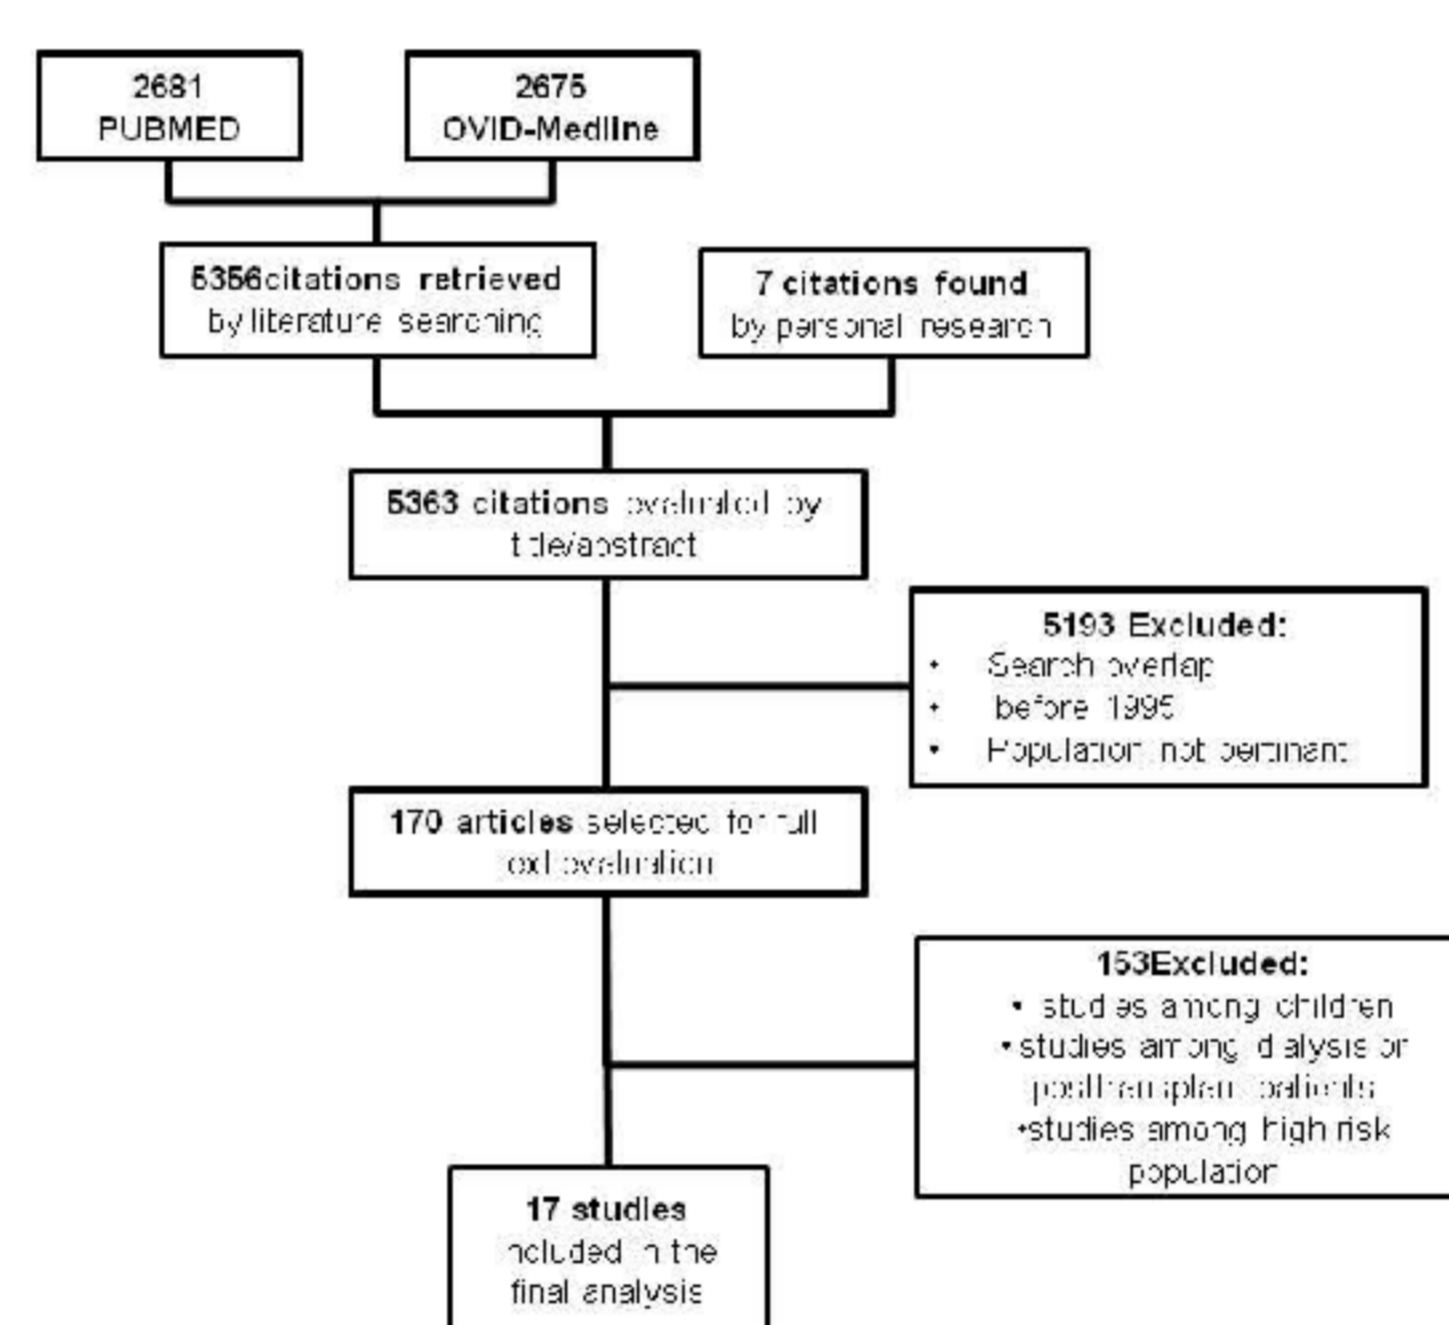 2681
PUBMED
2675
OVID-Medline
5356citations retrieved
by literature searching
7 citations found
by personal research
5363 citations evaluated by
title/abstract
5193 Excluded:
• Search overlap
• before 1995
• Population not pertinant
170 articles selected for full
text evaluation
153Excluded:
• studies among children
• studies among dialysis or
posttransplant patients
•studies among high risk
population
17 studies
included in the
final analysis